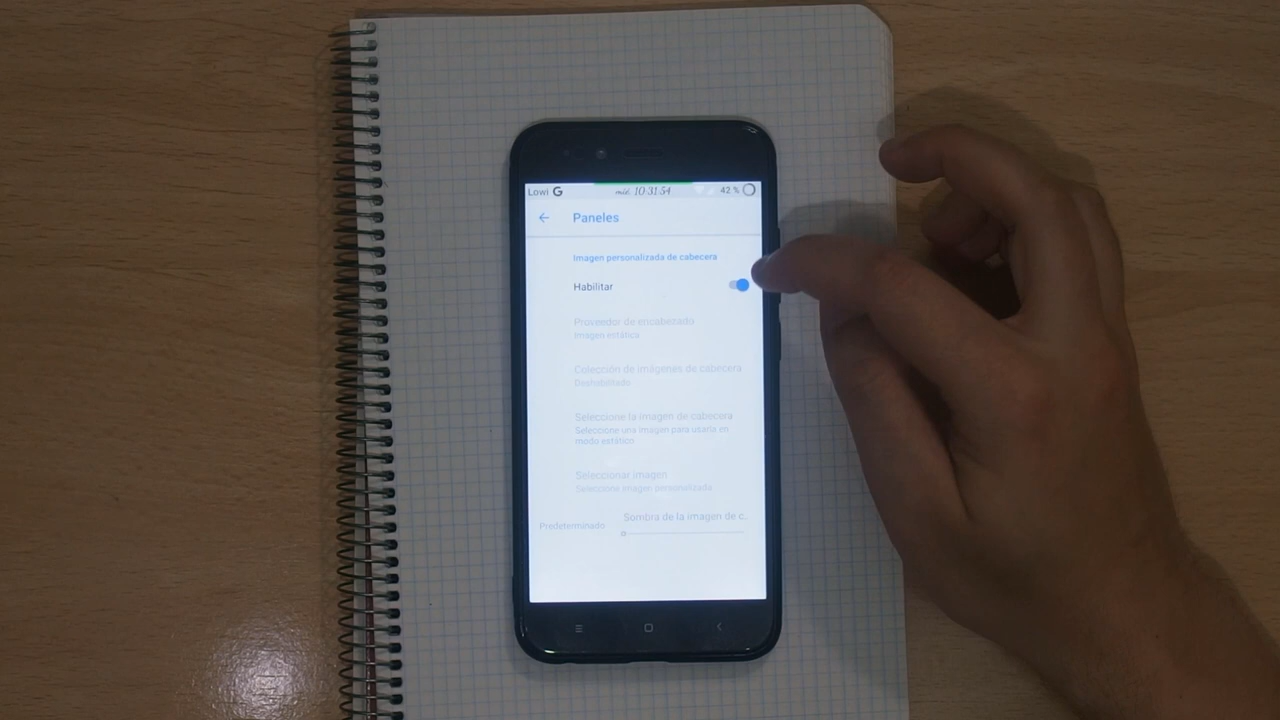 Lowi G mié. 10:31:54 42 %
Paneles
Imagen personalizada de cabecera
Habilitar
Proveedor de encabezado
Imagen estática
Colección de imágenes de cabecera
Deshabilitado
Seleccione la imagen de cabecera
Seleccione una imagen para usarla en
modo estático
Seleccionar imagen
Seleccione imagen personalizada
Sombra de la imagen de c.
Predeterminado